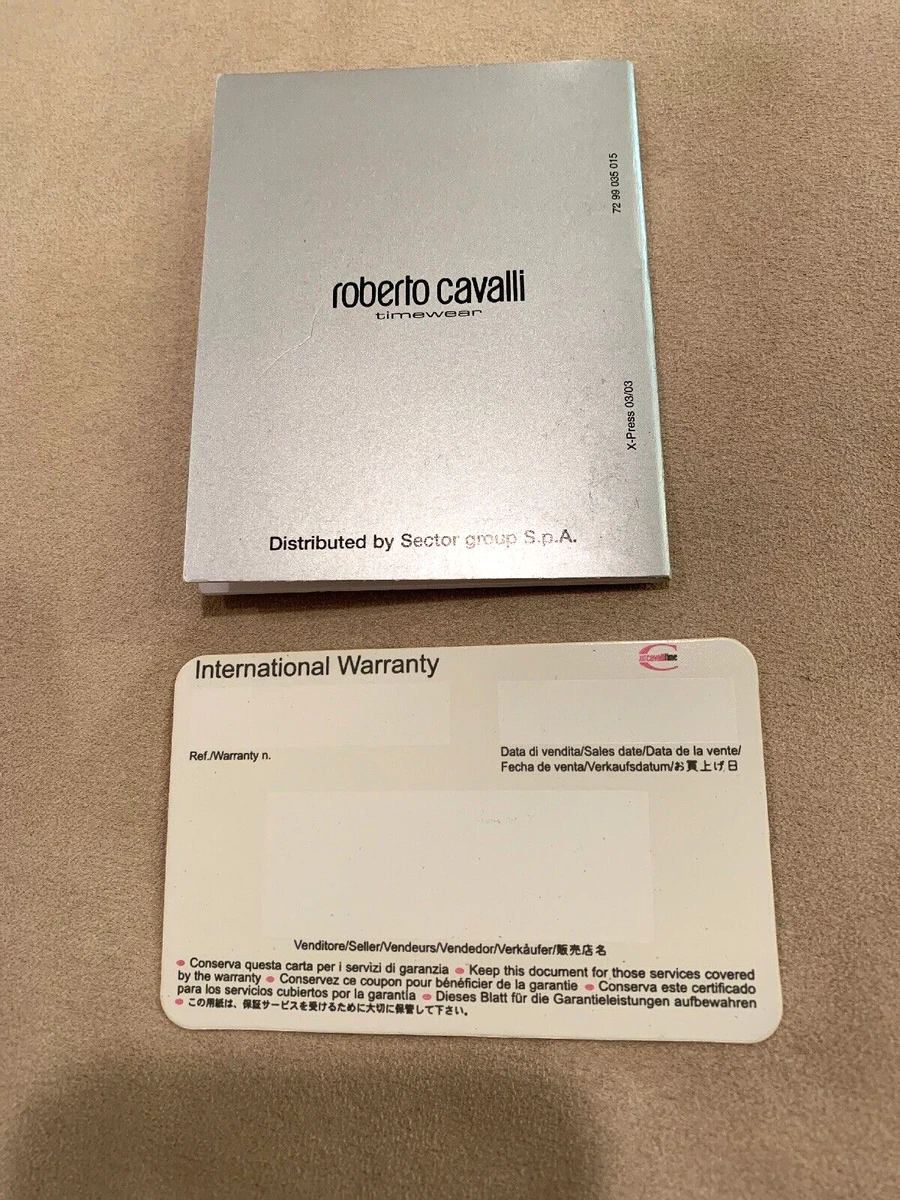 72 99 035 015
roberto cavalli
timewear
X-Press 03/03
Distributed by Sector group S.p.A.
International Warranty
just cavalli time
Ref./Warranty n.
Data di vendita/Sales date/Data de la vente/
Fecha de venta/Verkaufsdatum/お買上げ日
Venditore/Seller/Vendeurs/Vendedor/Verkåufer/販売店名
Conserva questa carta per i servizi di garanzia Keep this document for those services covered
by the warranty Conservez ce coupon pour bénéficier de la garantie Conserva este certificado
para los servicios cubiertos por la garantía Dieses Blatt für die Garantieleistungen aufbewahren
この用紙は、保証サービスを受けるために大切に保管して下さい。